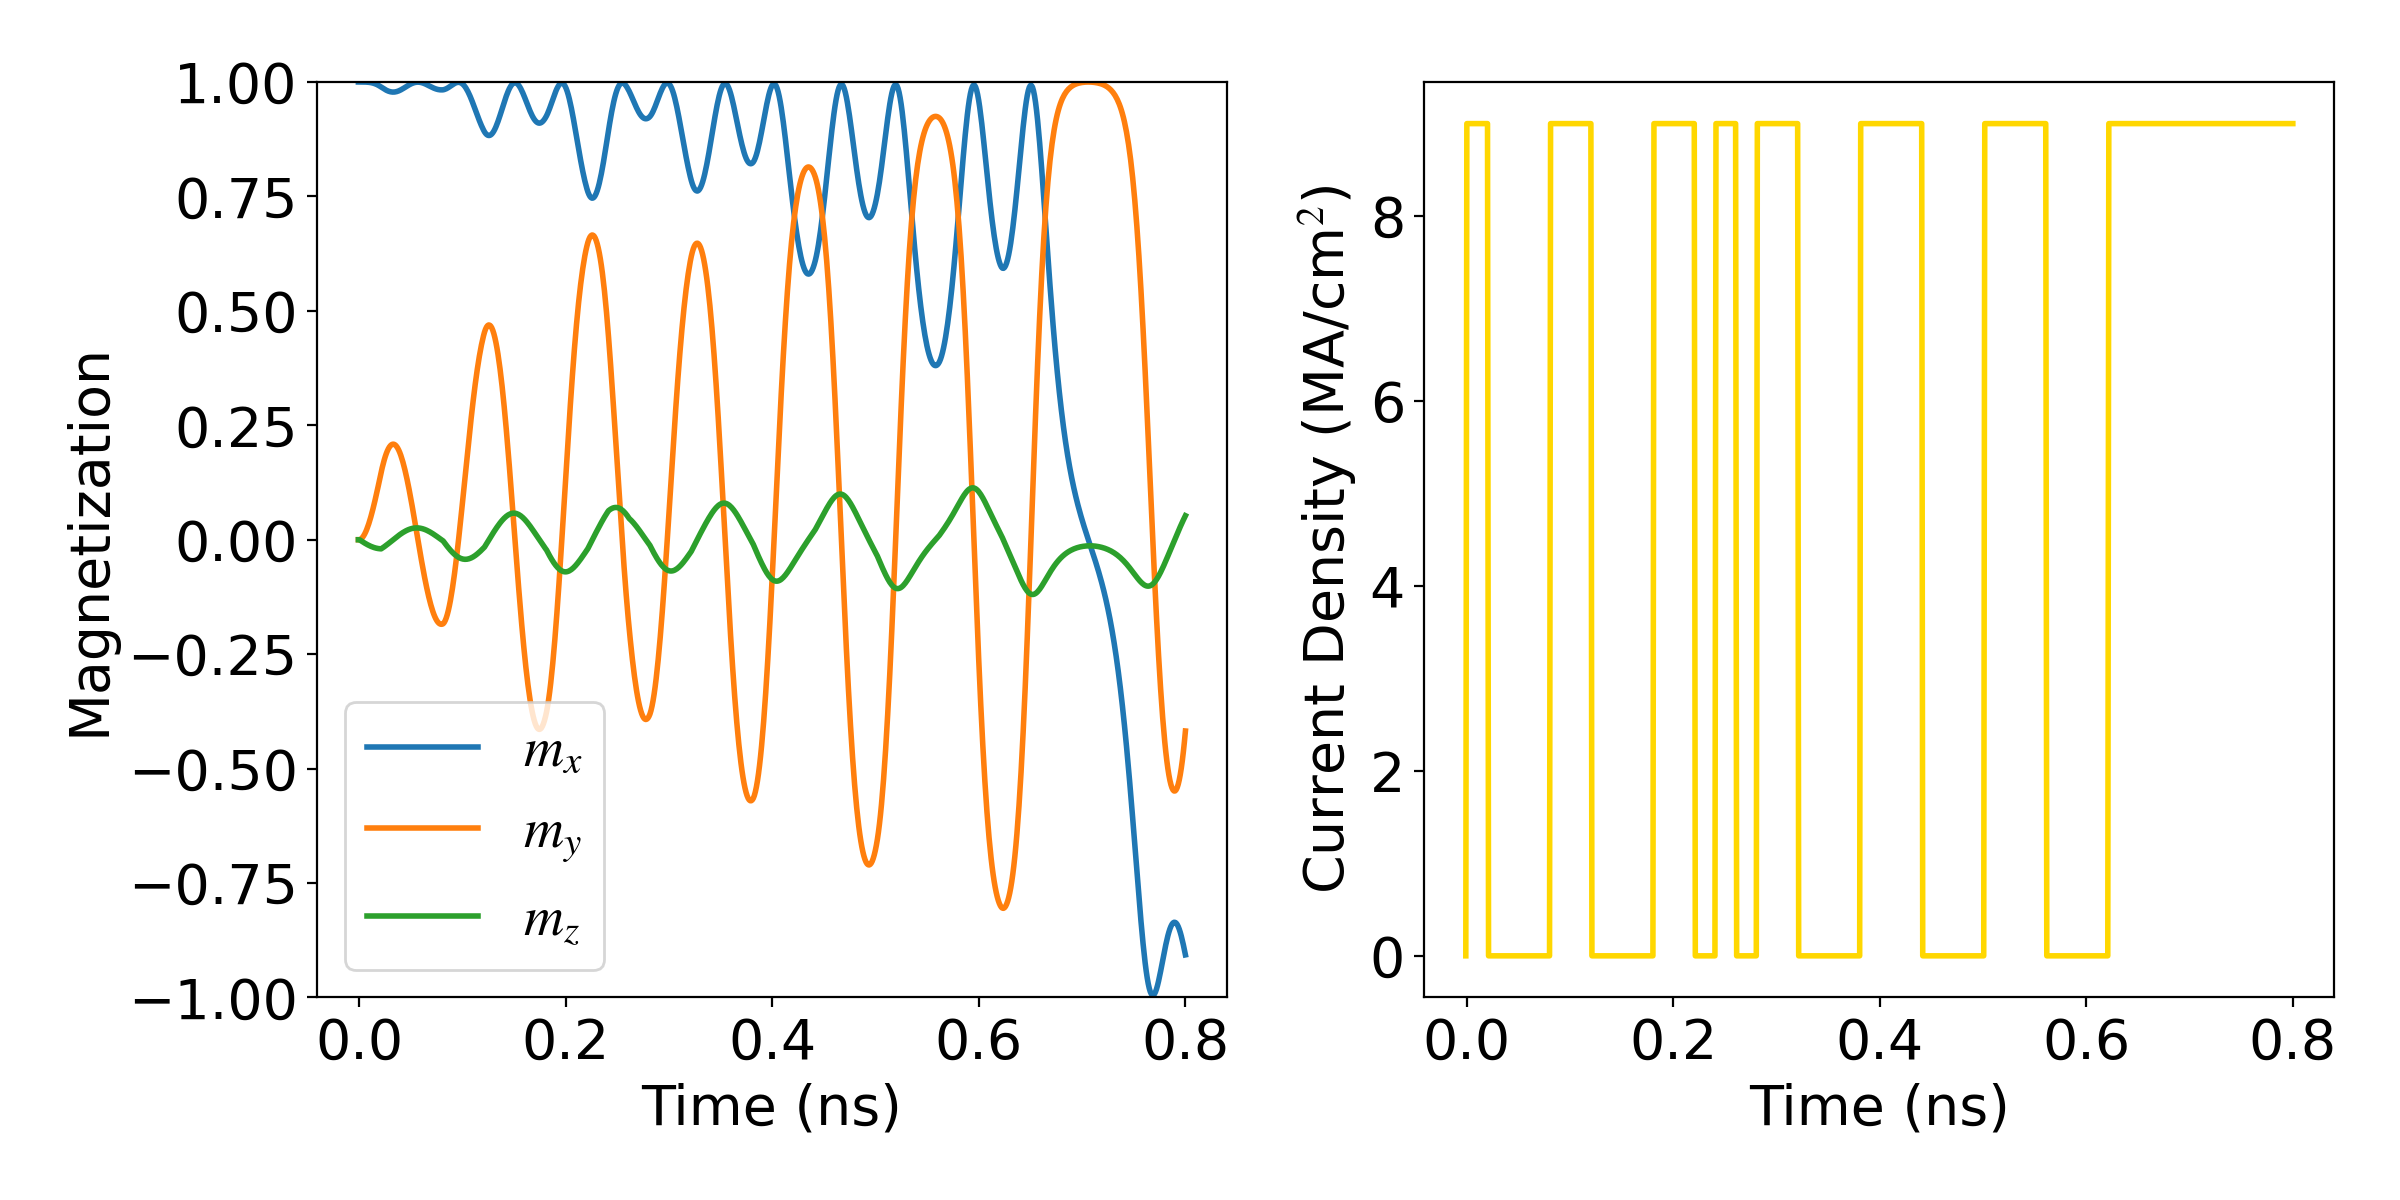 1.00
0.75
0.50
0.25
0.00
−0.25
−0.50
−0.75
−1.00
Magnetization
m_x
m_y
m_z
0.0 0.2 0.4 0.6 0.8
Time (ns)
8
6
4
2
0
Current Density (MA/cm²)
0.0 0.2 0.4 0.6 0.8
Time (ns)